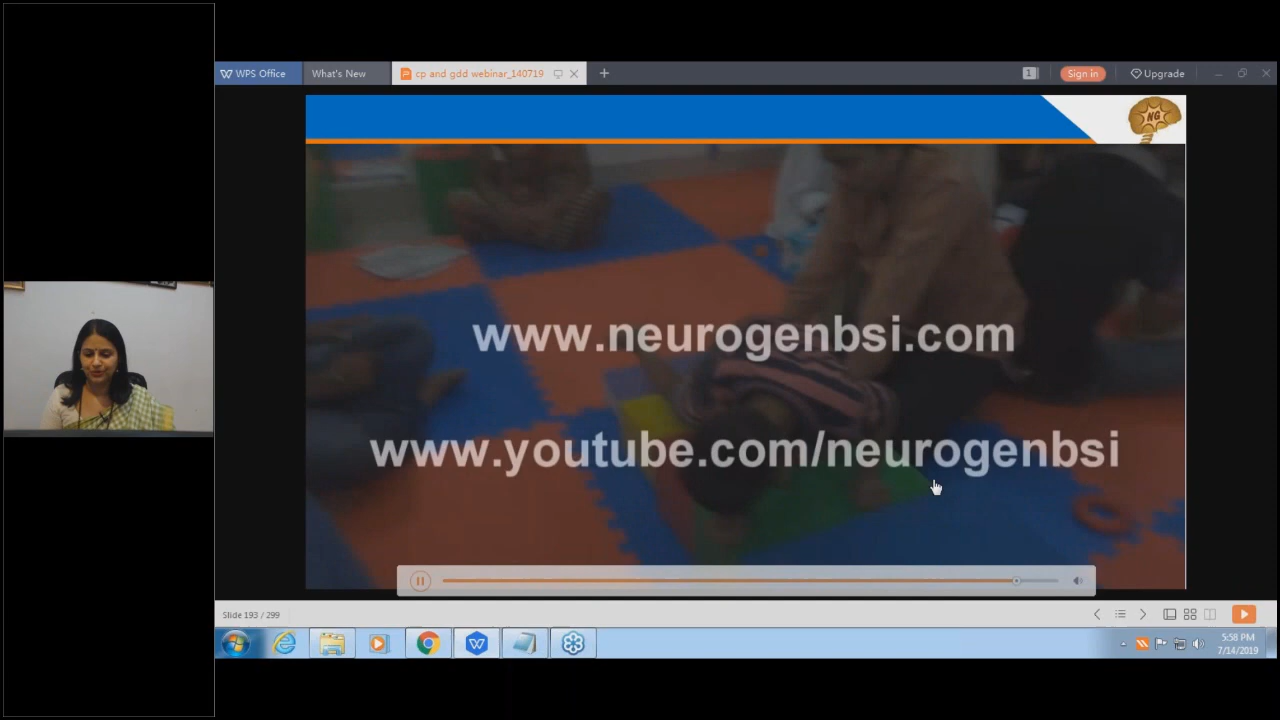 WPS Office
What's New
cp and gdd webinar_140719
1
Sign in
Upgrade
NG
www.neurogenbsi.com
www.youtube.com/neurogenbsi
Slide 193 / 299
5:58 PM
7/14/2019